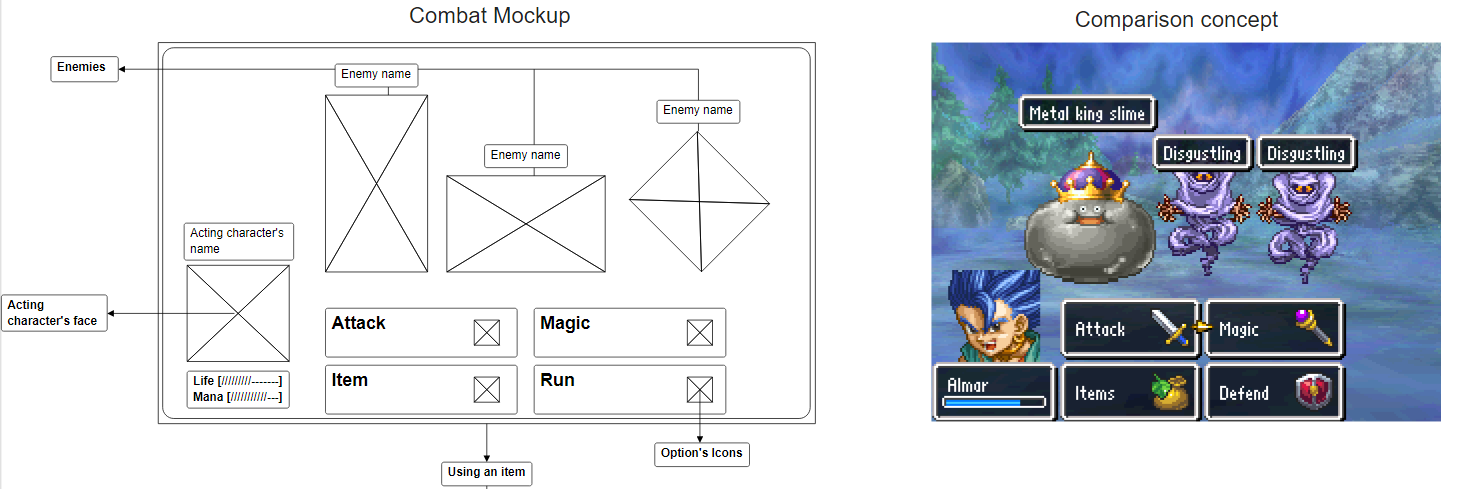 Combat Mockup
Comparison concept
Enemies
Enemy name
Enemy name
Enemy name
Acting character's
name
Acting
character's face
Life [/////////-------]
Mana [///////////---]
Attack
Magic
Item
Run
Option's Icons
Using an item
Metal king slime
Disgustling
Disgustling
Attack
Magic
Almar
Items
Defend